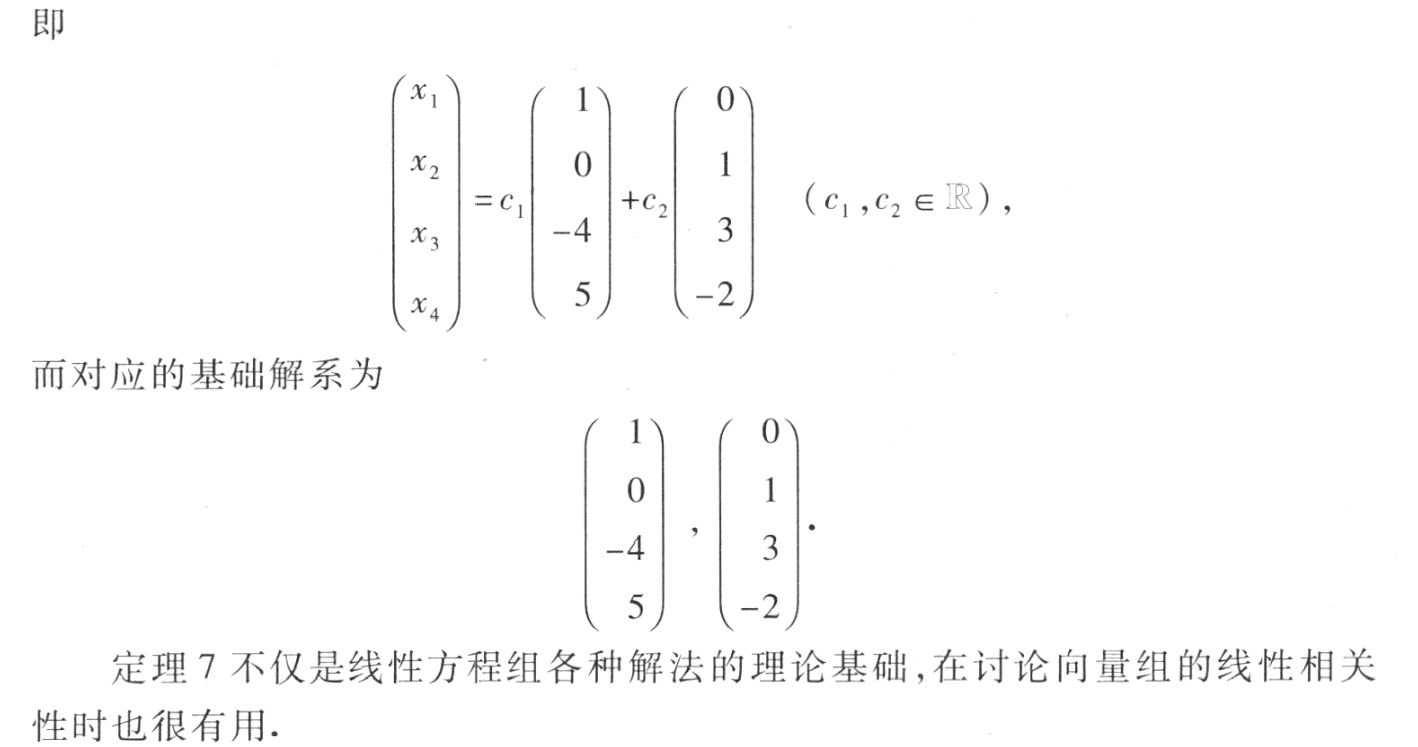 即
$$\begin{pmatrix} x_1 \\ x_2 \\ x_3 \\ x_4 \end{pmatrix} = c_1 \begin{pmatrix} 1 \\ 0 \\ -4 \\ 5 \end{pmatrix} + c_2 \begin{pmatrix} 0 \\ 1 \\ 3 \\ -2 \end{pmatrix} \quad (c_1, c_2 \in \mathbb{R}),$$
而对应的基础解系为
$$\begin{pmatrix} 1 \\ 0 \\ -4 \\ 5 \end{pmatrix}, \begin{pmatrix} 0 \\ 1 \\ 3 \\ -2 \end{pmatrix}.$$
定理 7 不仅是线性方程组各种解法的理论基础,在讨论向量组的线性相关
性时也很有用.